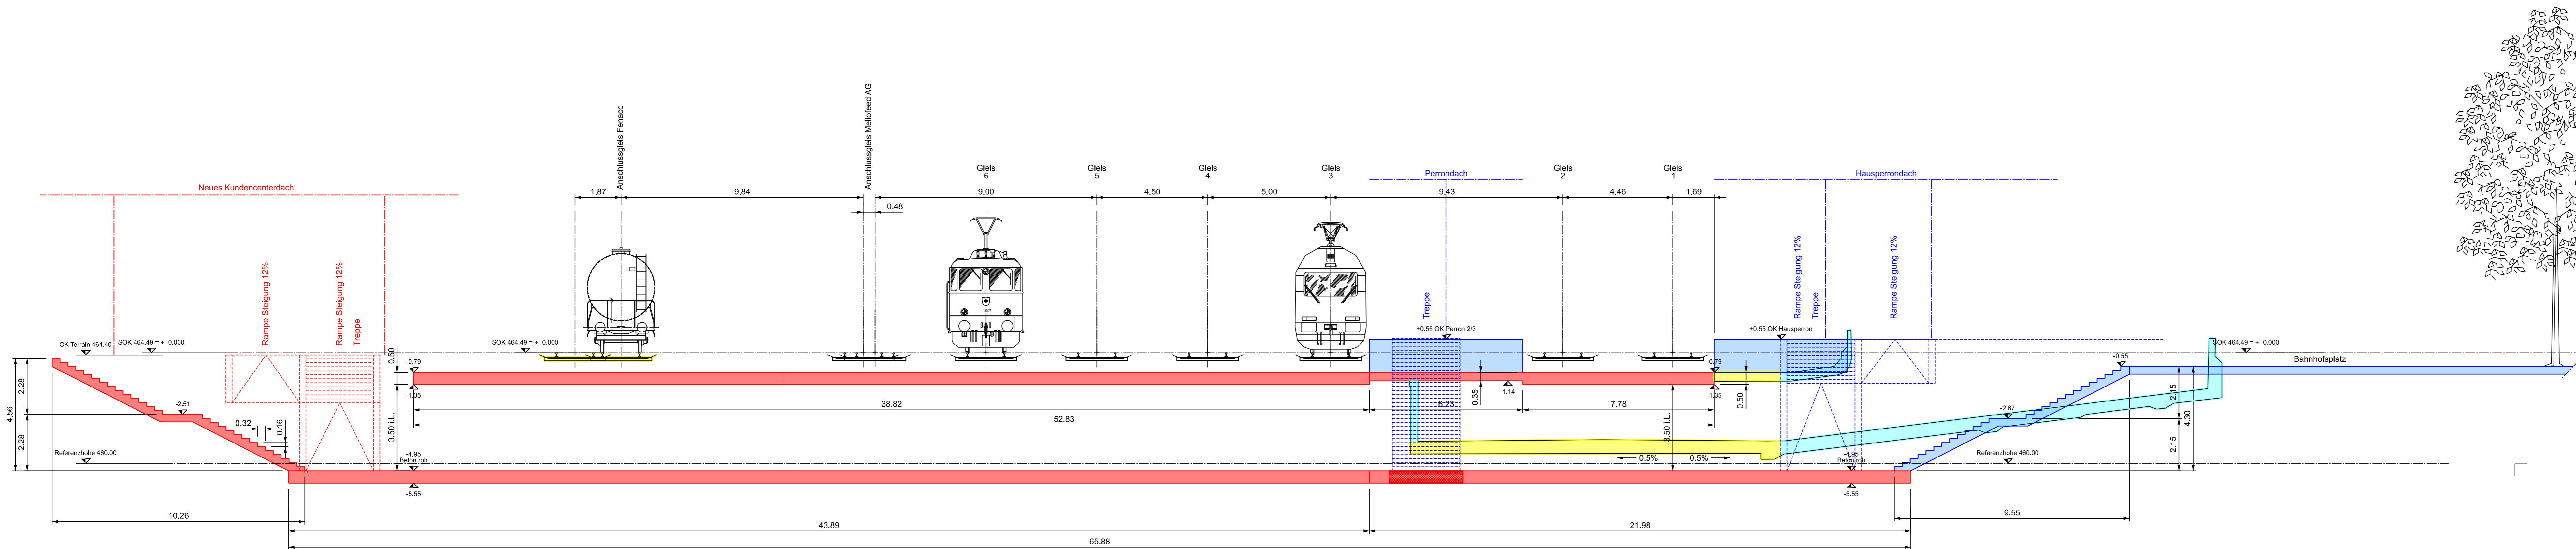 Anschlussgleis Fenaco
Anschlussgleis Meliofeed AG
Gleis
6
Gleis
5
Gleis
4
Gleis
3
Perrondach
Gleis
2
Gleis
1
Hausperrondach
Neues Kundencenterdach
1.87
9.84
0.48
9.00
4.50
5.00
9.43
4.46
1.69
Rampe Steigung 12%
Rampe Steigung 12%
Treppe
Treppe
Rampe Steigung 12%
Treppe
Rampe Steigung 12%
OK Terrain 464.40
SOK 464.49 = +- 0.000
SOK 464.49 = +- 0.000
+0.55 OK Perron 2/3
+0.55 OK Hausperron
SOK 464.49 = +- 0.000
Bahnhofsplatz
0.50
-0.79
-1.35
0.35
-1.14
-0.79
-1.35
0.50
-0.55
4.56
2.28
2.28
-2.51
0.32
0.16
3.50 i.L.
38.82
6.23
7.78
52.83
3.50 i.L.
-2.67
2.15
2.15
4.30
0.5%
0.5%
Referenzhöhe 460.00
-4.95
Beton roh
-5.55
-4.95
Beton roh
-5.55
Referenzhöhe 460.00
10.26
43.89
21.98
9.55
65.88